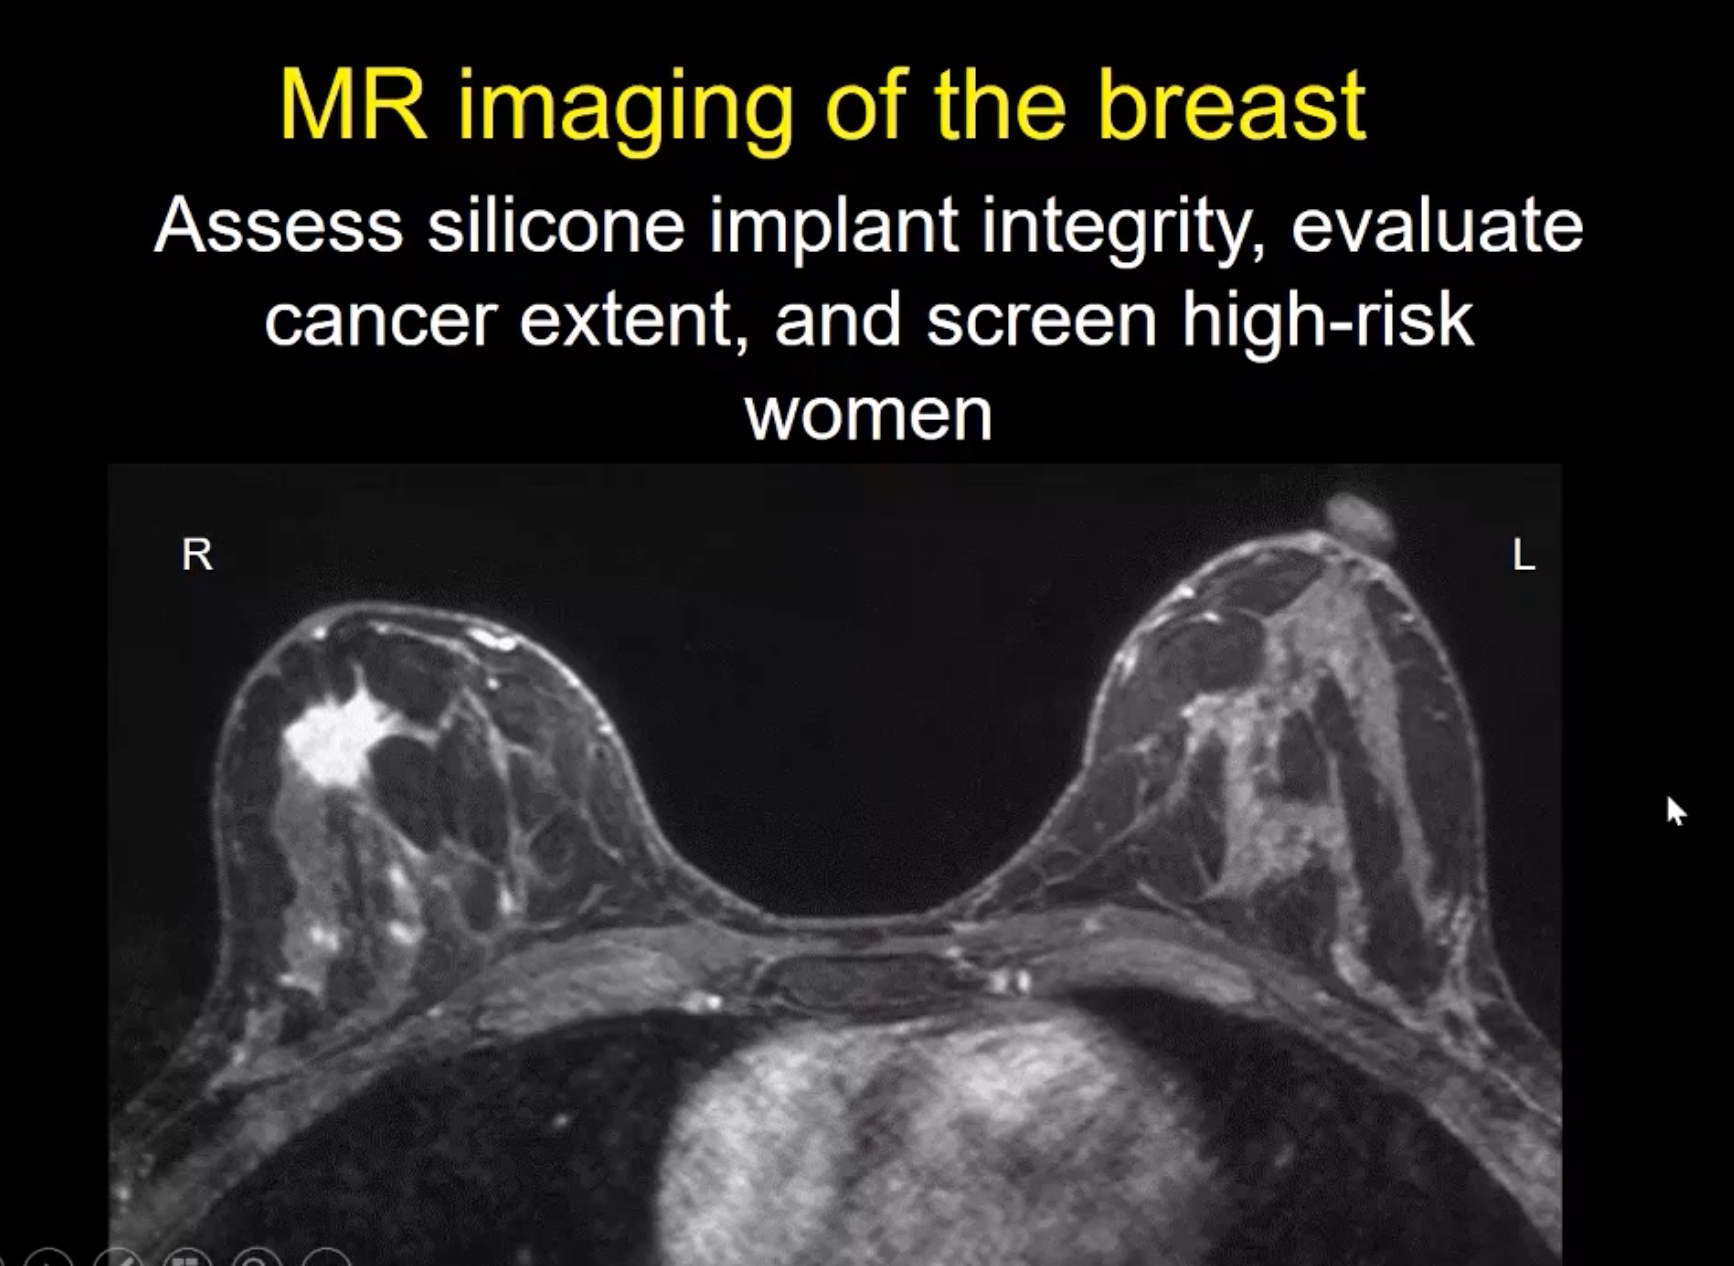 MR imaging of the breast
Assess silicone implant integrity, evaluate
cancer extent, and screen high-risk
women
R
L